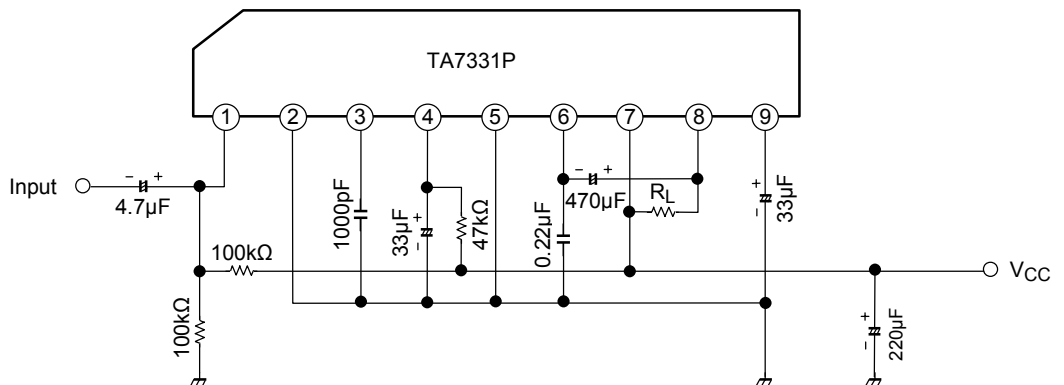 TA7331P
1 2 3 4 5 6 7 8 9
Input
− +
4.7μF
100kΩ
100kΩ
1000pF
33μF
+
−
47kΩ
0.22μF
− +
470μF
RL
+
−
33μF
VCC
+
−
220μF